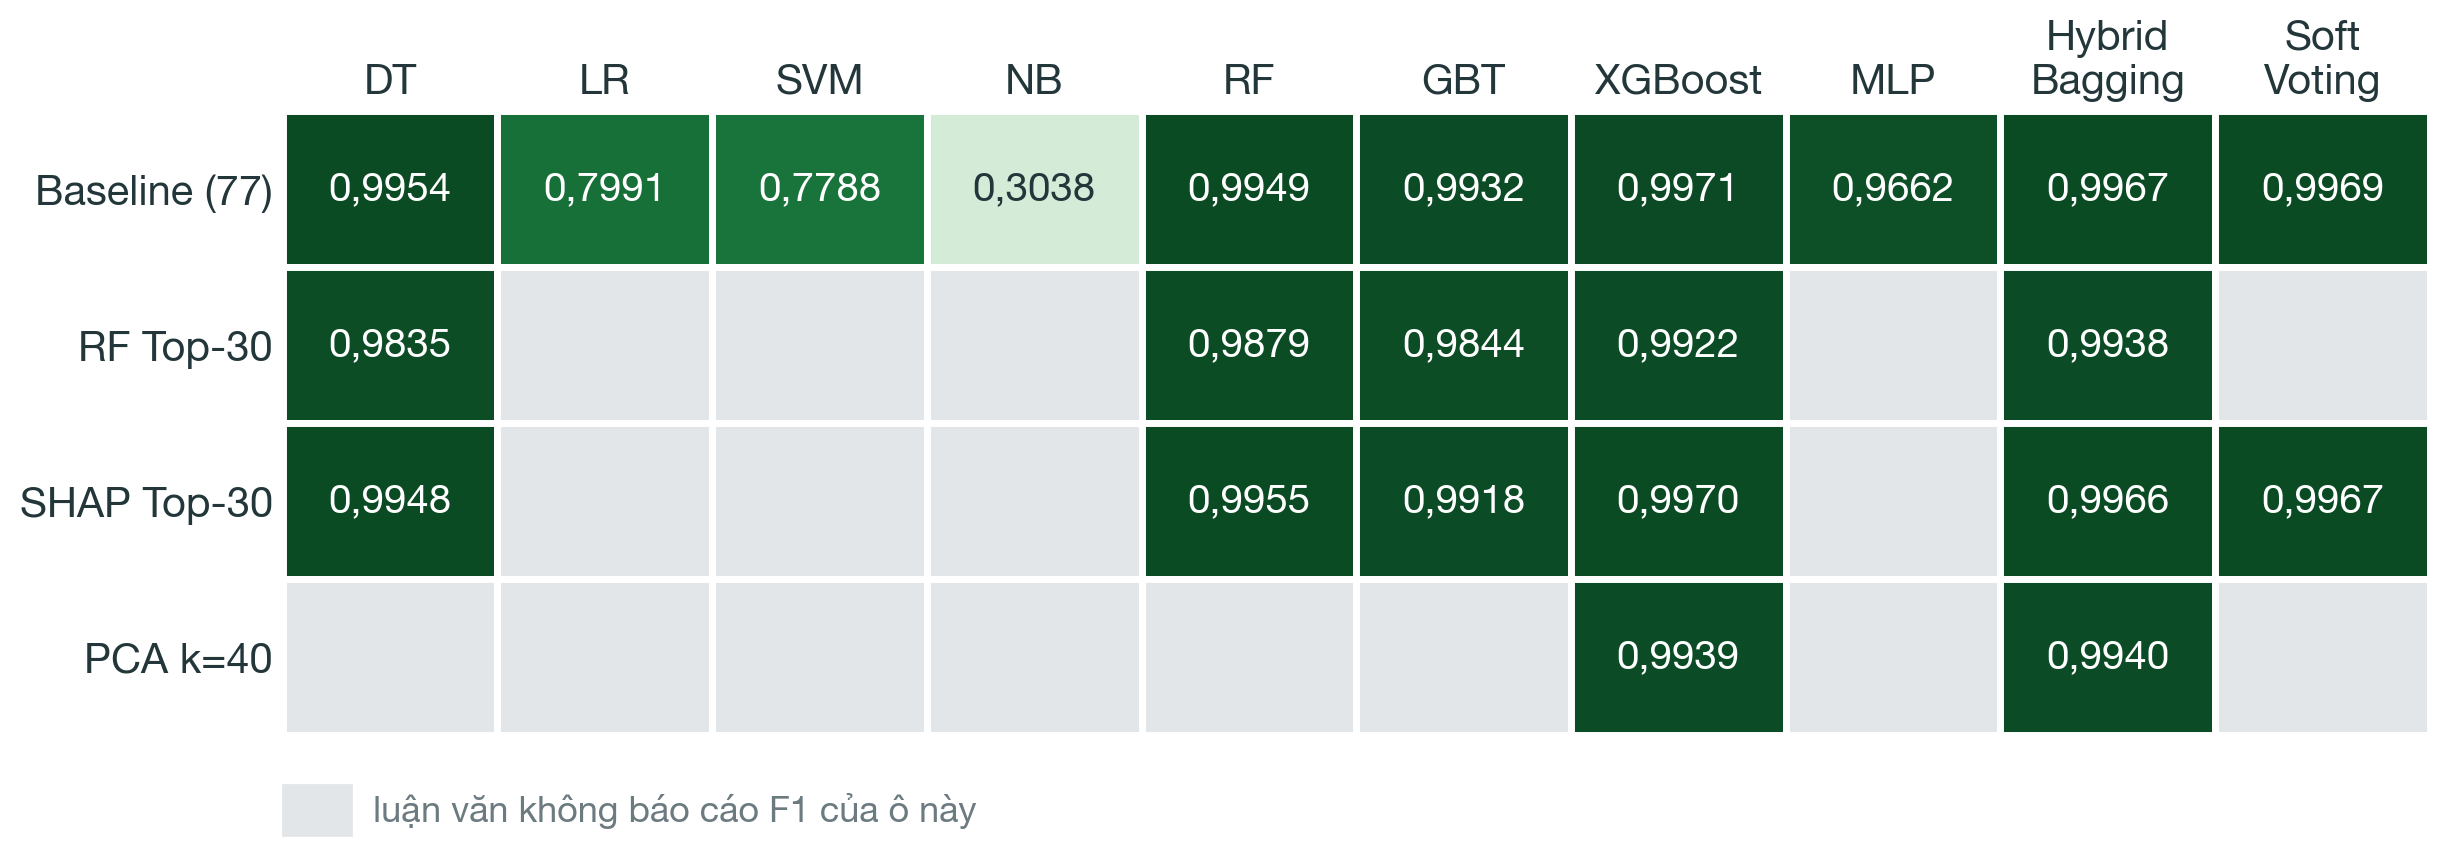 DT LR SVM NB RF GBT XGBoost MLP Hybrid Bagging Soft Voting
Baseline (77) 0,9954 0,7991 0,7788 0,3038 0,9949 0,9932 0,9971 0,9662 0,9967 0,9969
RF Top-30 0,9835 0,9879 0,9844 0,9922 0,9938
SHAP Top-30 0,9948 0,9955 0,9918 0,9970 0,9966 0,9967
PCA k=40 0,9939 0,9940
luận văn không báo cáo F1 của ô này